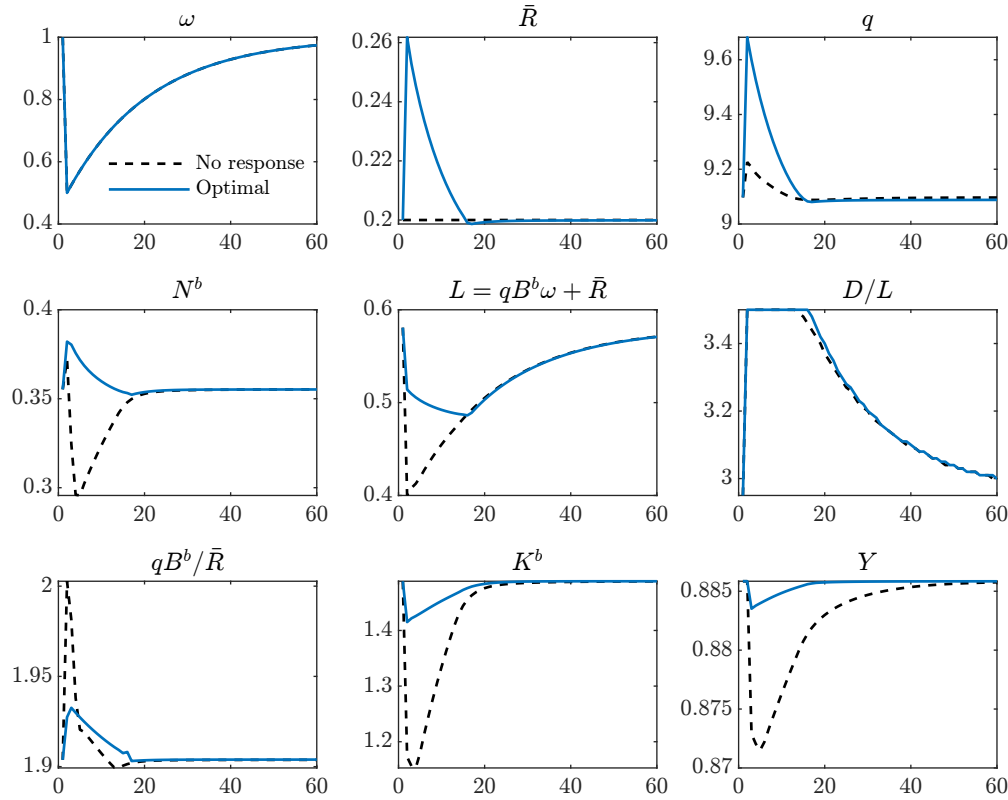 ω
R̄
q
1
0.8
0.6
0.4
No response
Optimal
0 20 40 60
0.26
0.24
0.22
0.2
0 20 40 60
9.6
9.4
9.2
9
0 20 40 60
N^b
L = qB^bω + R̄
D/L
0.4
0.35
0.3
0 20 40 60
0.6
0.5
0.4
0 20 40 60
3.4
3.2
3
0 20 40 60
qB^b/R̄
K^b
Y
2
1.95
1.9
0 20 40 60
1.4
1.3
1.2
0 20 40 60
0.885
0.88
0.875
0.87
0 20 40 60